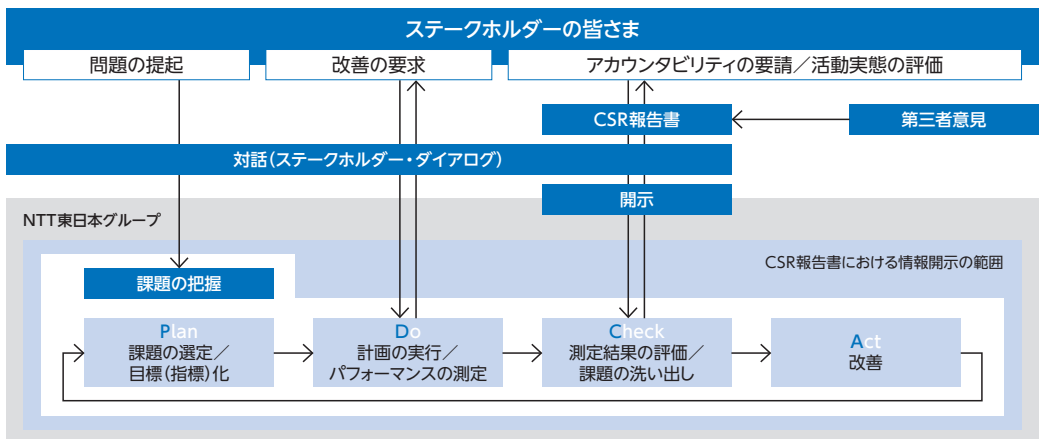 ステークホルダーの皆さま
問題の提起
改善の要求
アカウンタビリティの要請／活動実態の評価
CSR報告書
第三者意見
対話（ステークホルダー・ダイアログ）
開示
NTT東日本グループ
CSR報告書における情報開示の範囲
課題の把握
Plan
課題の選定／
目標（指標）化
Do
計画の実行／
パフォーマンスの測定
Check
測定結果の評価／
課題の洗い出し
Act
改善